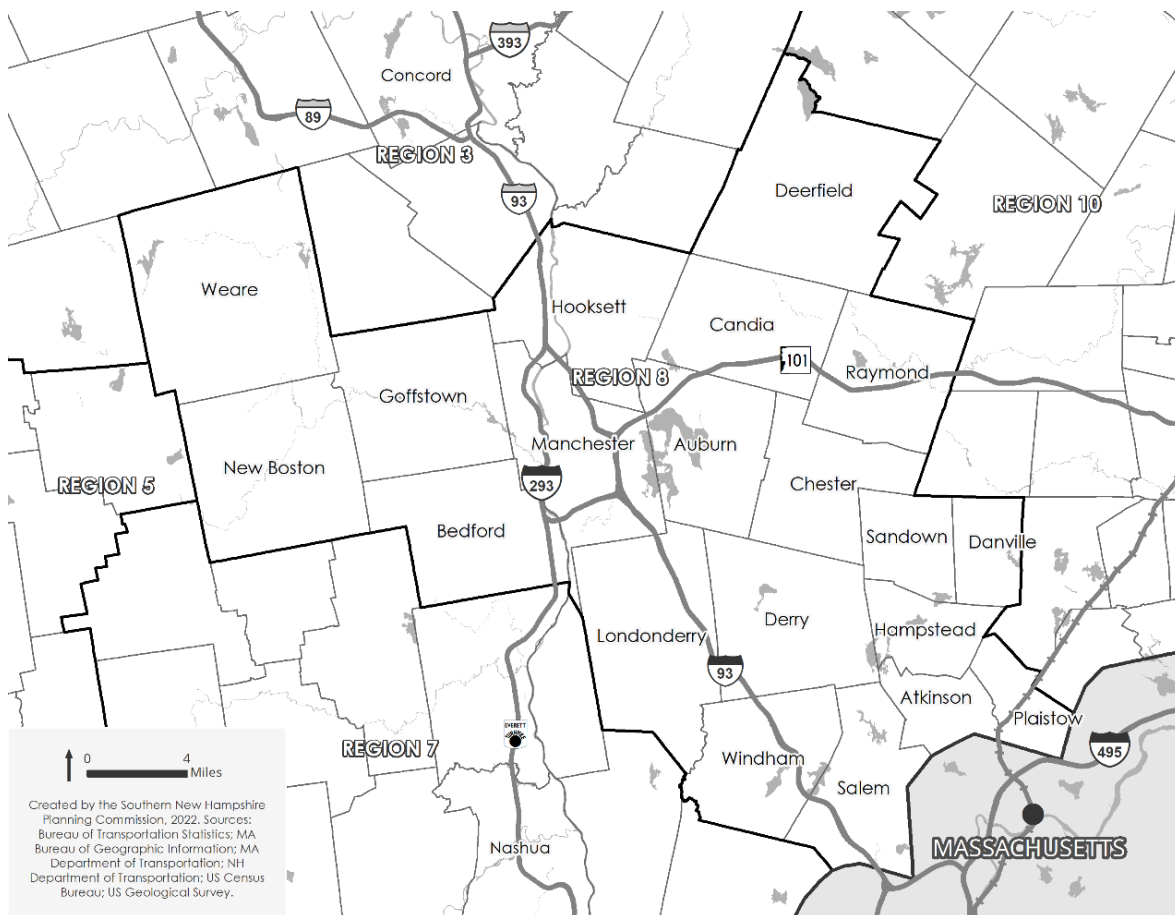 393
Concord
89
REGION 3
Deerfield
93
REGION 10
Weare
Hooksett
Candia
101
REGION 8
Raymond
Goffstown
Manchester
Auburn
New Boston
293
Chester
REGION 5
Bedford
Sandown
Danville
Londonderry
Derry
Hampstead
93
Atkinson
Plaistow
EVERETT
TURNPIKE
REGION 7
495
Windham
Salem
0 4
Miles
Nashua
MASSACHUSETTS
Created by the Southern New Hampshire
Planning Commission, 2022. Sources:
Bureau of Transportation Statistics; MA
Bureau of Geographic Information; MA
Department of Transportation; NH
Department of Transportation; US Census
Bureau; US Geological Survey.